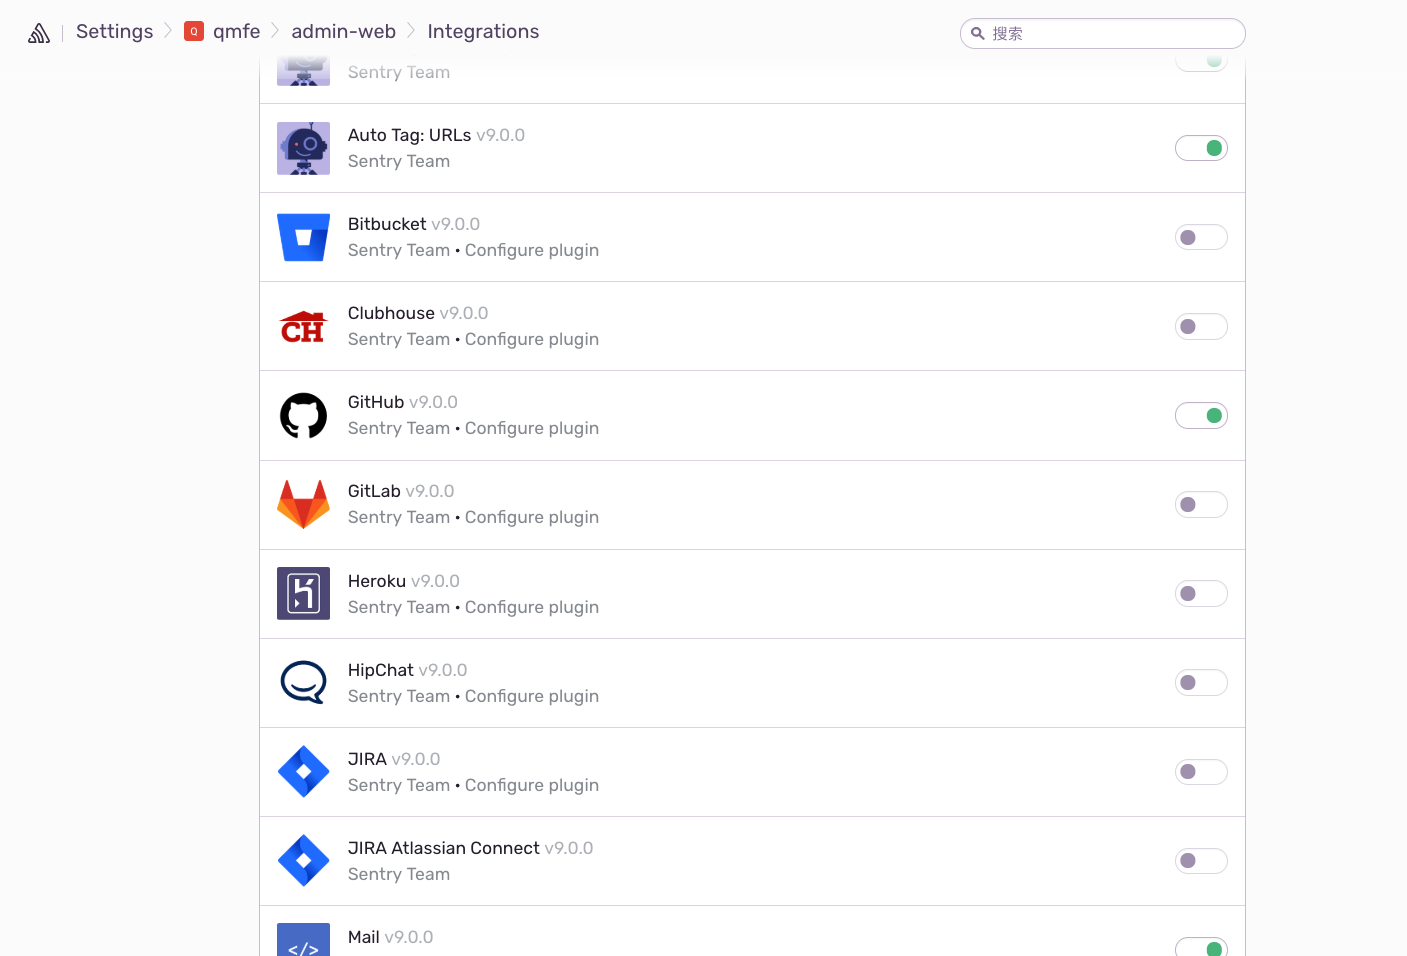 Settings
Q qmfe
admin-web
Integrations
搜索
Sentry Team
Auto Tag: URLs v9.0.0
Sentry Team
Bitbucket v9.0.0
Sentry Team • Configure plugin
CH
Clubhouse v9.0.0
Sentry Team • Configure plugin
GitHub v9.0.0
Sentry Team • Configure plugin
GitLab v9.0.0
Sentry Team • Configure plugin
Heroku v9.0.0
Sentry Team • Configure plugin
HipChat v9.0.0
Sentry Team • Configure plugin
JIRA v9.0.0
Sentry Team • Configure plugin
JIRA Atlassian Connect v9.0.0
Sentry Team
</>
Mail v9.0.0